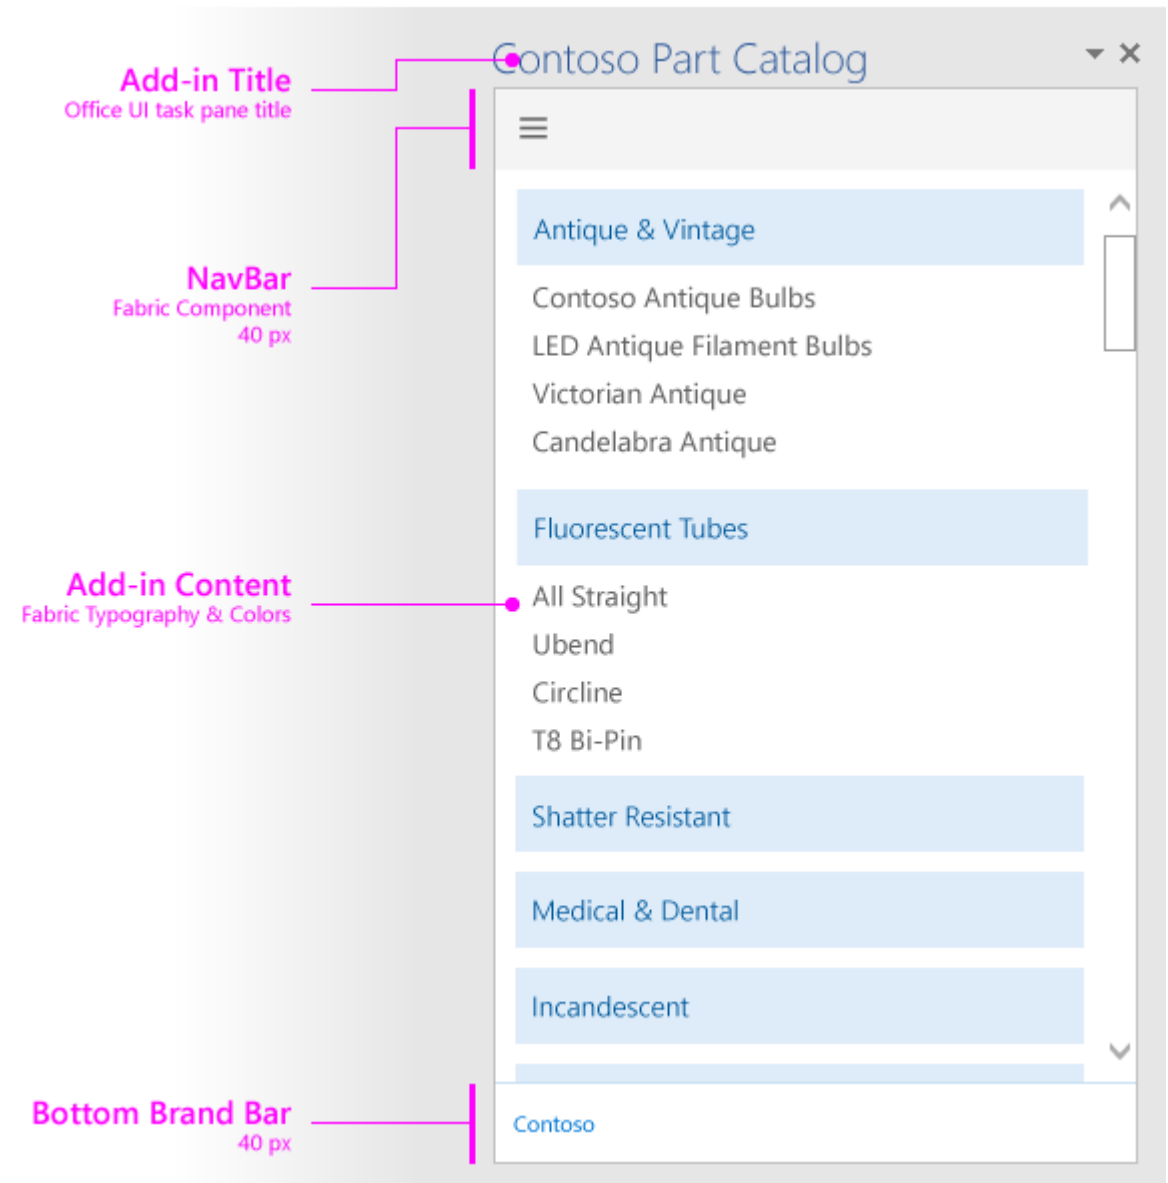 Contoso Part Catalog
Add-in Title
Office UI task pane title
NavBar
Fabric Component
40 px
Antique & Vintage
Contoso Antique Bulbs
LED Antique Filament Bulbs
Victorian Antique
Candelabra Antique
Fluorescent Tubes
Add-in Content
Fabric Typography & Colors
All Straight
Ubend
Circline
T8 Bi-Pin
Shatter Resistant
Medical & Dental
Incandescent
Bottom Brand Bar
40 px
Contoso